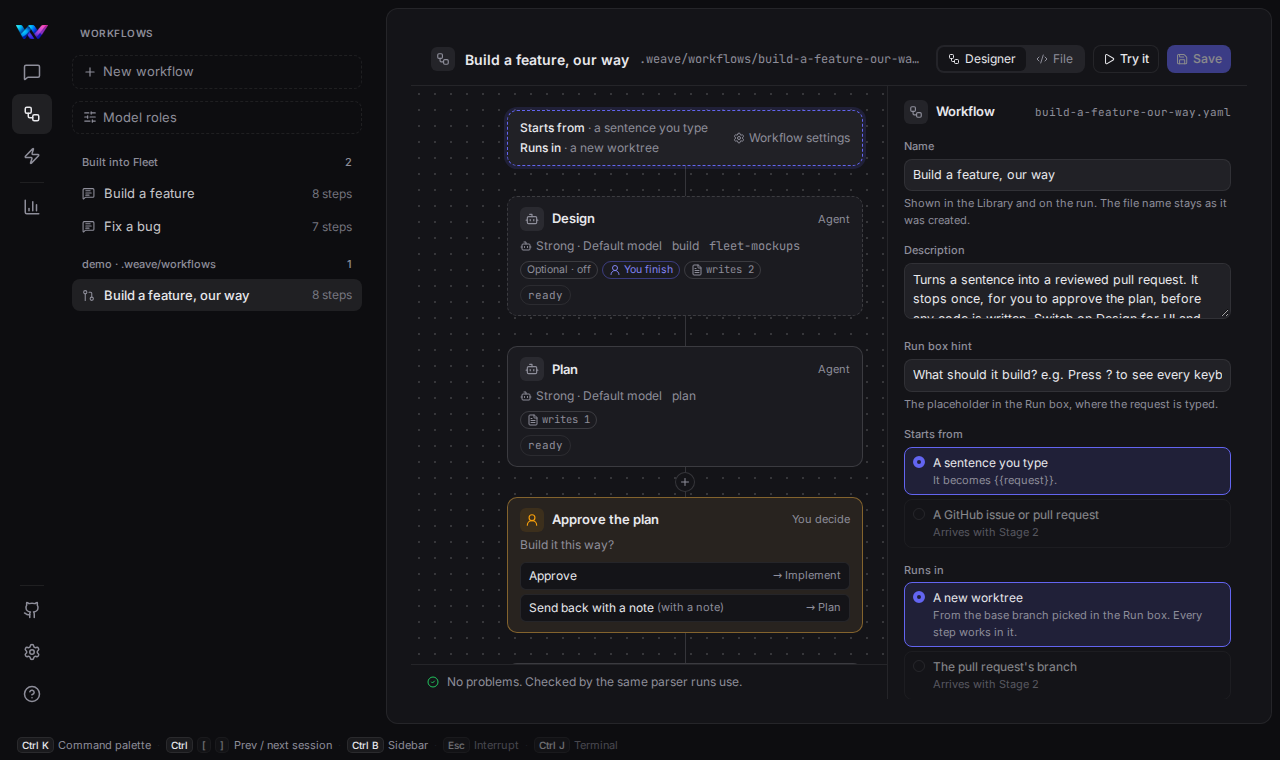 WORKFLOWS
New workflow
Model roles
Built into Fleet 2
Build a feature 8 steps
Fix a bug 7 steps
demo · .weave/workflows 1
Build a feature, our way 8 steps
Build a feature, our way .weave/workflows/build-a-feature-our-wa… Designer File Try it Save
Starts from · a sentence you type
Runs in · a new worktree
Workflow settings
Design Agent
Strong · Default model build fleet-mockups
Optional · off You finish writes 2
ready
Plan Agent
Strong · Default model plan
writes 1
ready
Approve the plan You decide
Build it this way?
Approve → Implement
Send back with a note (with a note) → Plan
No problems. Checked by the same parser runs use.
Workflow build-a-feature-our-way.yaml
Name
Build a feature, our way
Shown in the Library and on the run. The file name stays as it
was created.
Description
Turns a sentence into a reviewed pull request. It
stops once, for you to approve the plan, before
any code is written. Switch on Design for UI and
Run box hint
What should it build? e.g. Press ? to see every keyb
The placeholder in the Run box, where the request is typed.
Starts from
A sentence you type
It becomes {{request}}.
A GitHub issue or pull request
Arrives with Stage 2
Runs in
A new worktree
From the base branch picked in the Run box. Every
step works in it.
The pull request's branch
Arrives with Stage 2
Ctrl K Command palette Ctrl [ ] Prev / next session Ctrl B Sidebar Esc Interrupt Ctrl J Terminal